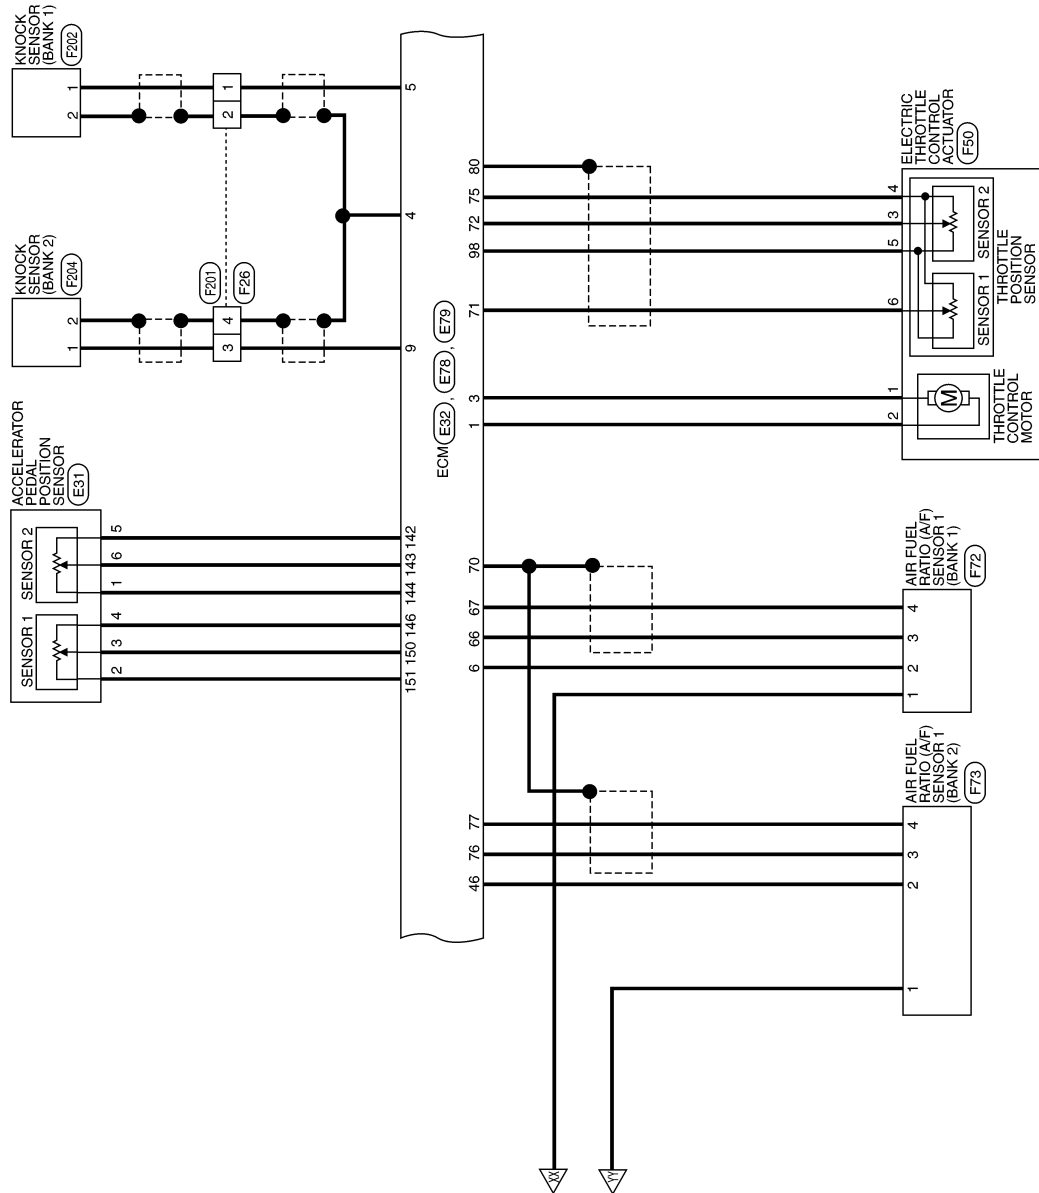 KNOCK
SENSOR
(BANK 1)
F202
1
2
1
2
5
4
KNOCK
SENSOR
(BANK 2)
F204
2
1
F201
F26
4
3
9
ACCELERATOR
PEDAL
POSITION
SENSOR
E31
SENSOR 2
5
6
1
142
143
144
SENSOR 1
4
3
2
146
150
151
ECM E32 , E78 , E79
80
75
72
98
71
3
1
70
67
66
6
77
76
46
ELECTRIC
THROTTLE
CONTROL
ACTUATOR
F50
4
3
5
6
1
2
SENSOR 2
SENSOR 1
THROTTLE
POSITION
SENSOR
M
THROTTLE
CONTROL
MOTOR
AIR FUEL
RATIO (A/F)
SENSOR 1
(BANK 1)
F72
4
3
2
1
AIR FUEL
RATIO (A/F)
SENSOR 1
(BANK 2)
F73
4
3
2
1
XX
YY